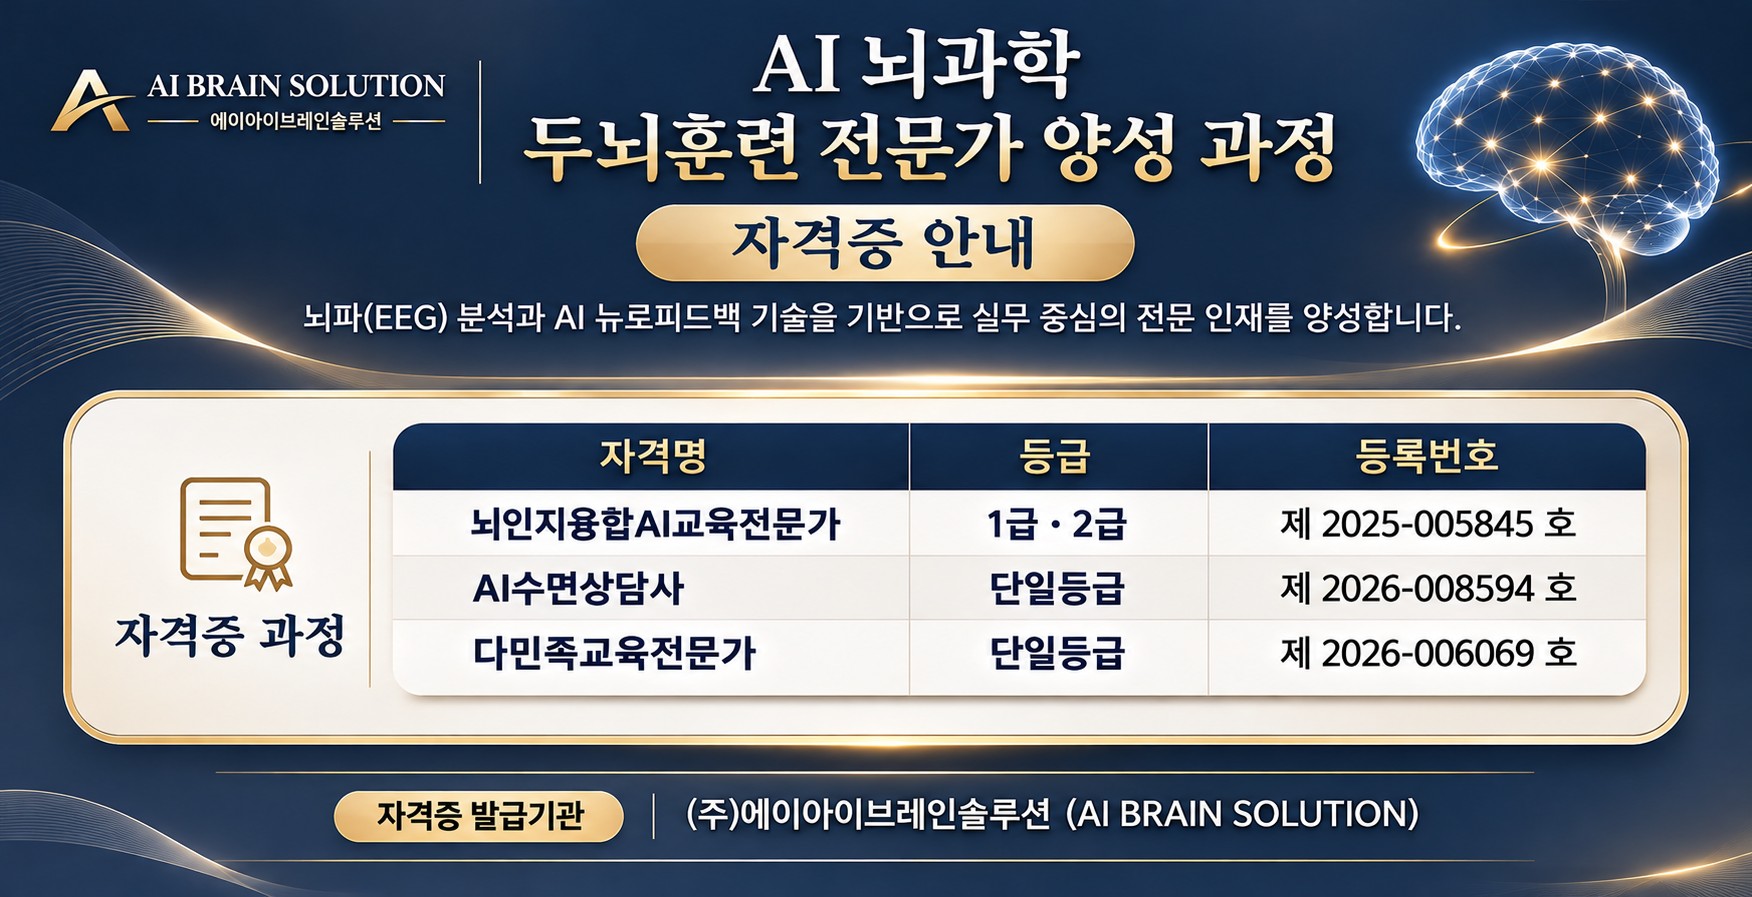 AI BRAIN SOLUTION
에이아이브레인솔루션
AI 뇌과학
두뇌훈련 전문가 양성 과정
자격증 안내
뇌파(EEG) 분석과 AI 뉴로피드백 기술을 기반으로 실무 중심의 전문 인재를 양성합니다.
자격증 과정
자격명 등급 등록번호
뇌인지융합AI교육전문가 1급 · 2급 제 2025-005845 호
AI수면상담사 단일등급 제 2026-008594 호
다민족교육전문가 단일등급 제 2026-006069 호
자격증 발급기관 (주)에이아이브레인솔루션 (AI BRAIN SOLUTION)